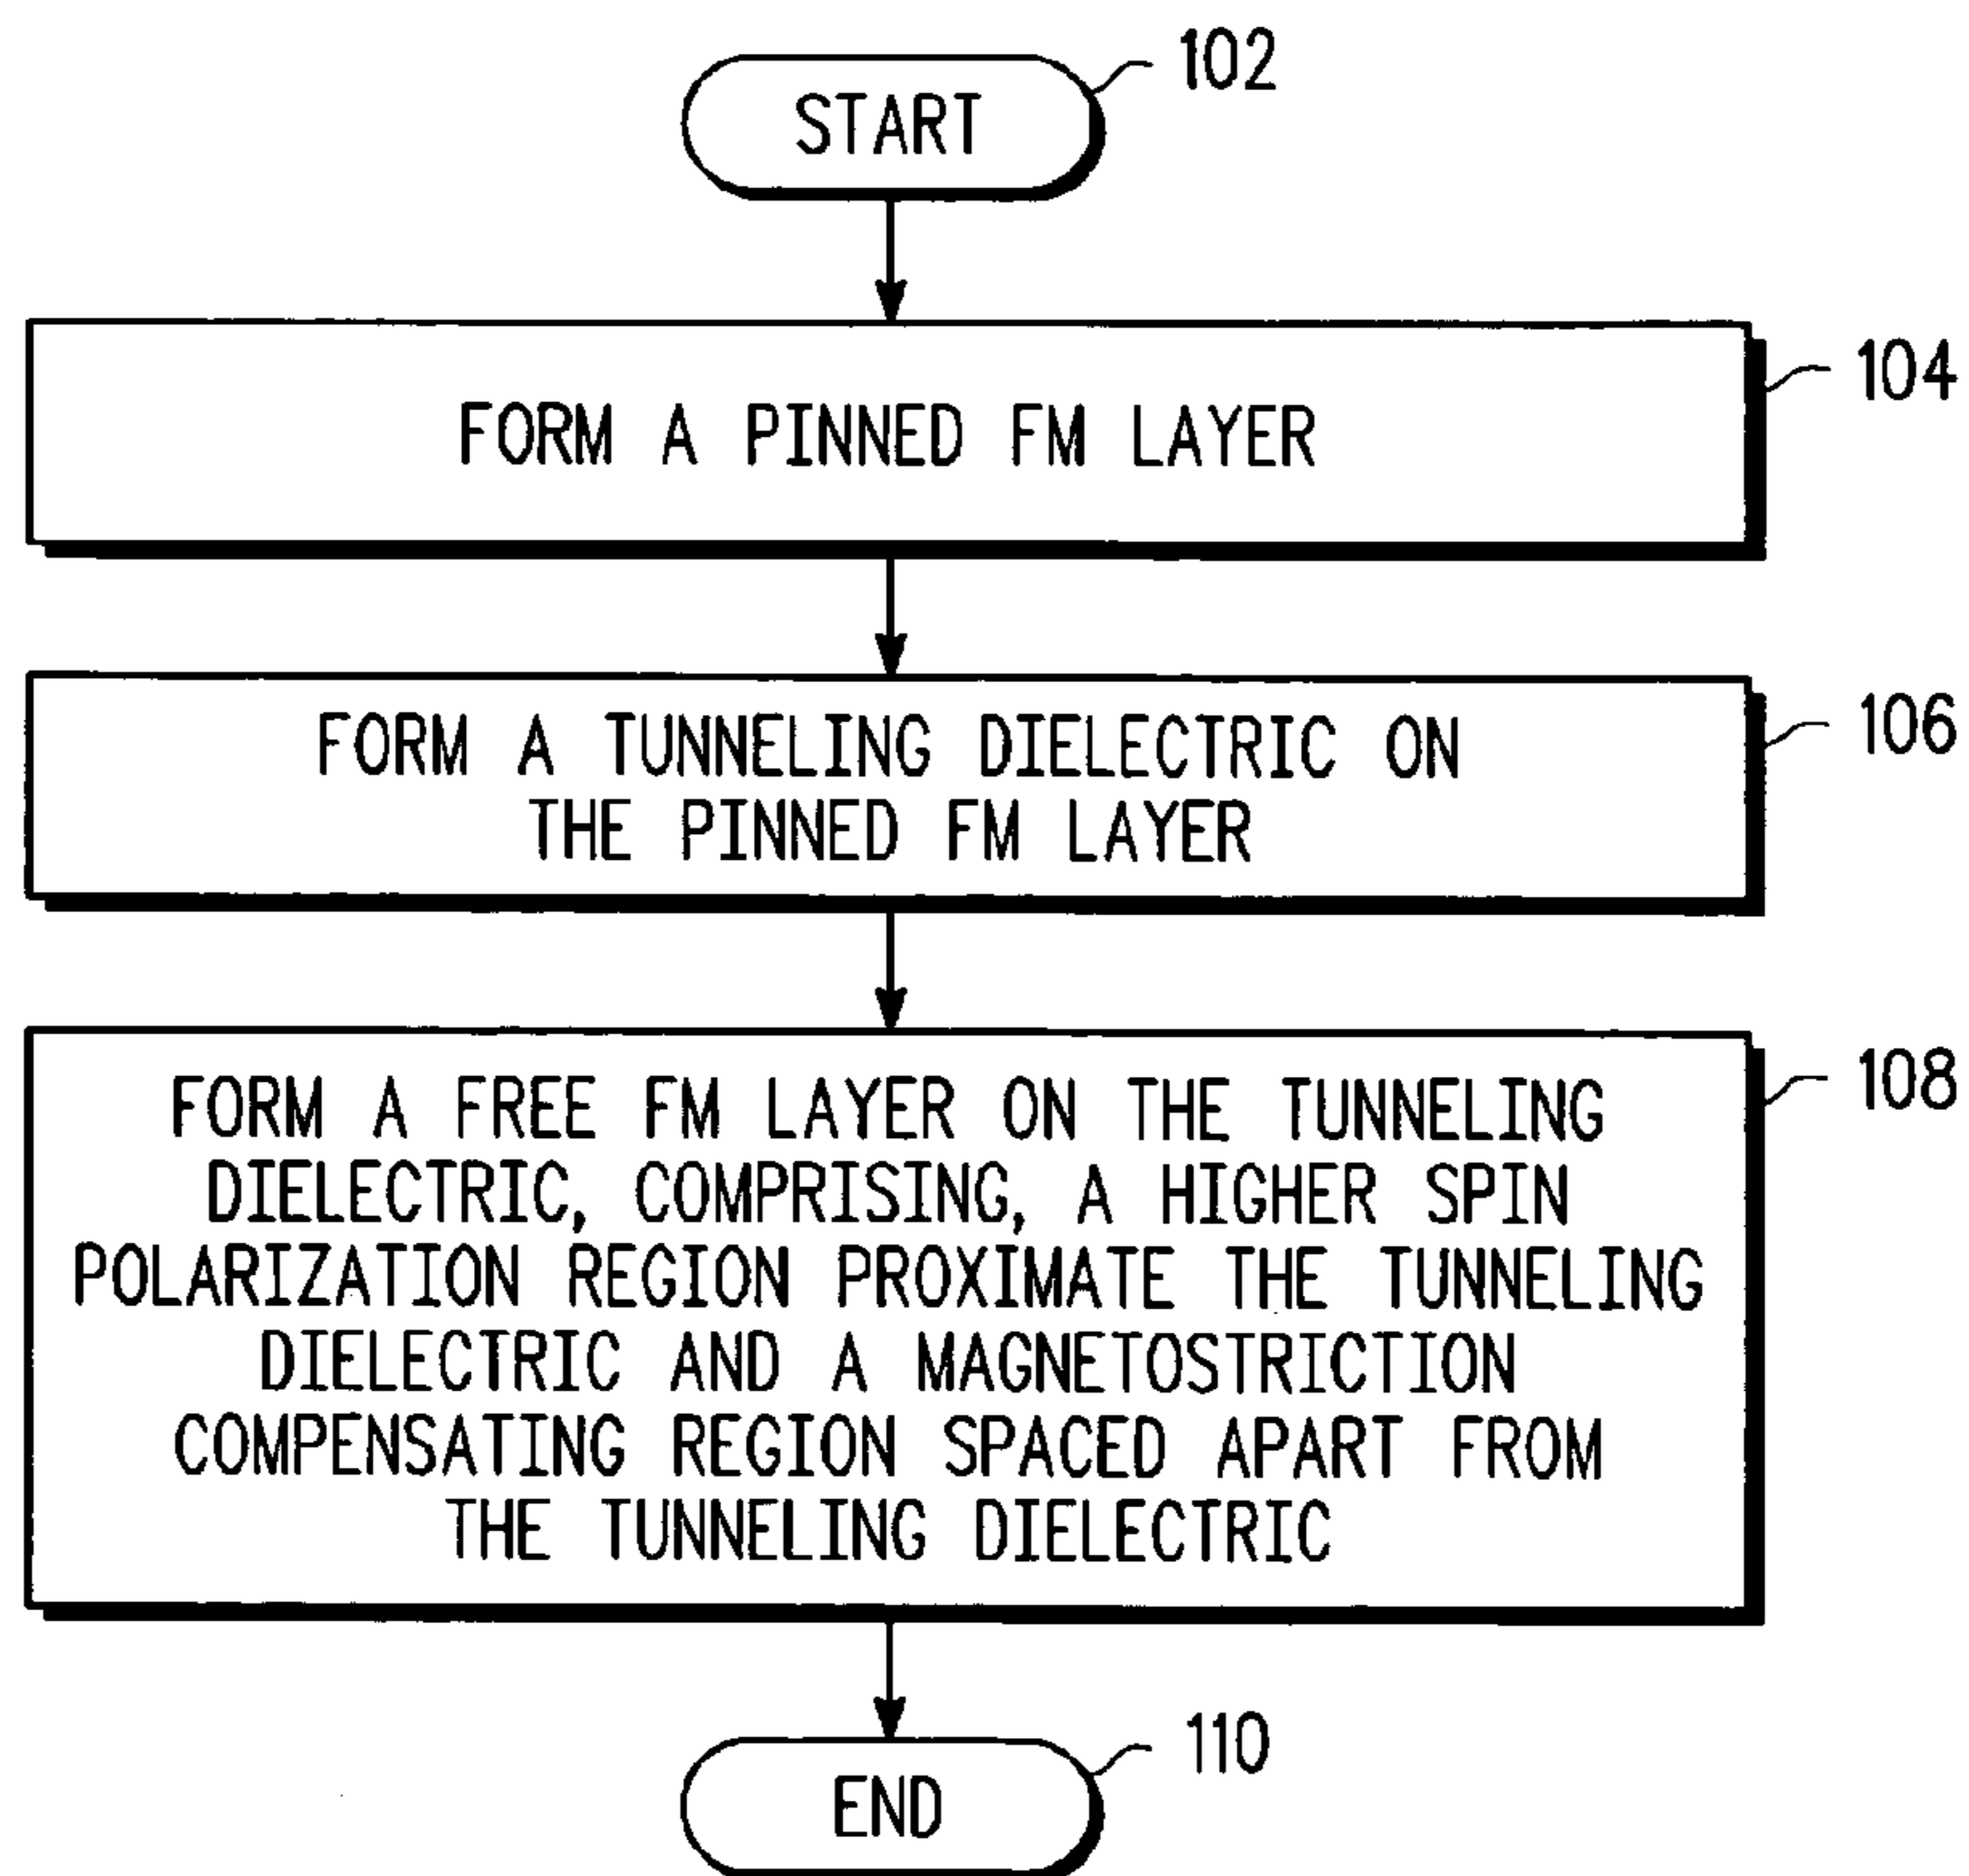 START
102
FORM A PINNED FM LAYER
104
FORM A TUNNELING DIELECTRIC ON
THE PINNED FM LAYER
106
FORM A FREE FM LAYER ON THE TUNNELING
DIELECTRIC, COMPRISING, A HIGHER SPIN
POLARIZATION REGION PROXIMATE THE TUNNELING
DIELECTRIC AND A MAGNETOSTRICTION
COMPENSATING REGION SPACED APART FROM
THE TUNNELING DIELECTRIC
108
END
110